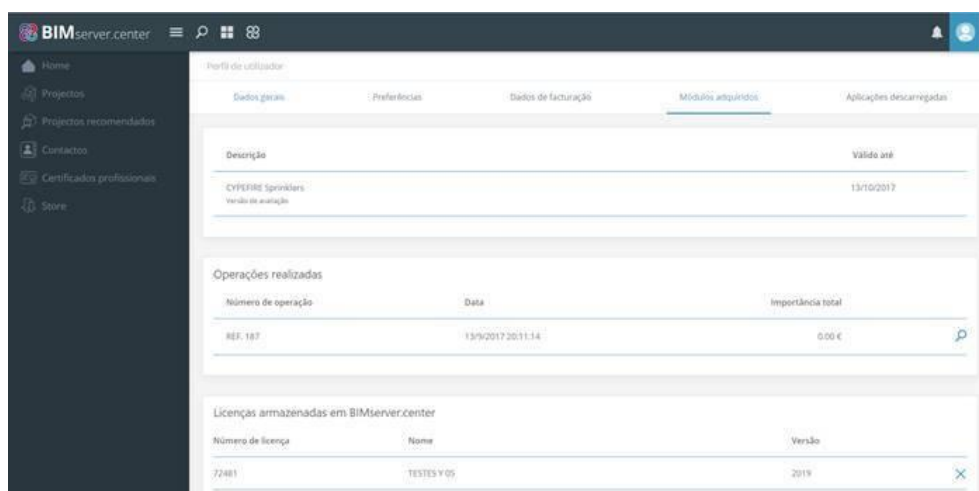 BIMserver.center
Home
Projectos
Projectos recomendados
Contactos
Certificados profissionais
Store
Perfil de utilizador
Dados gerais Preferências Dados de facturação Módulos adquiridos Aplicações descarregadas
Descrição Válido até
CYPEFIRE Sprinklers 13/10/2017
Versão de avaliação
Operações realizadas
Número de operação Data Importância total
REF. 187 13/9/2017 20:11:14 0.00 €
Licenças armazenadas em BIMserver.center
Número de licença Nome Versão
72481 TESTES Y 05 2019